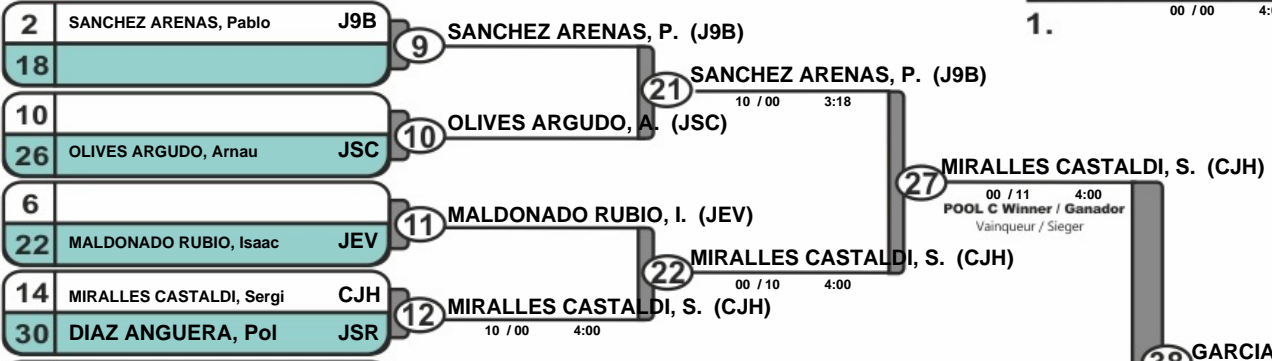 2 SANCHEZ ARENAS, Pablo J9B
18
9 SANCHEZ ARENAS, P. (J9B)
10
26 OLIVES ARGUDO, Arnau JSC
10 OLIVES ARGUDO, A. (JSC)
21 SANCHEZ ARENAS, P. (J9B)
10 / 00 3:18
6
22 MALDONADO RUBIO, Isaac JEV
11 MALDONADO RUBIO, I. (JEV)
14 MIRALLES CASTALDI, Sergi CJH
30 DIAZ ANGUERA, Pol JSR
12 MIRALLES CASTALDI, S. (CJH)
10 / 00 4:00
22 MIRALLES CASTALDI, S. (CJH)
00 / 10 4:00
27 MIRALLES CASTALDI, S. (CJH)
00 / 11 4:00
POOL C Winner / Ganador
Vainqueur / Sieger
00 / 00
1.
GARCIA